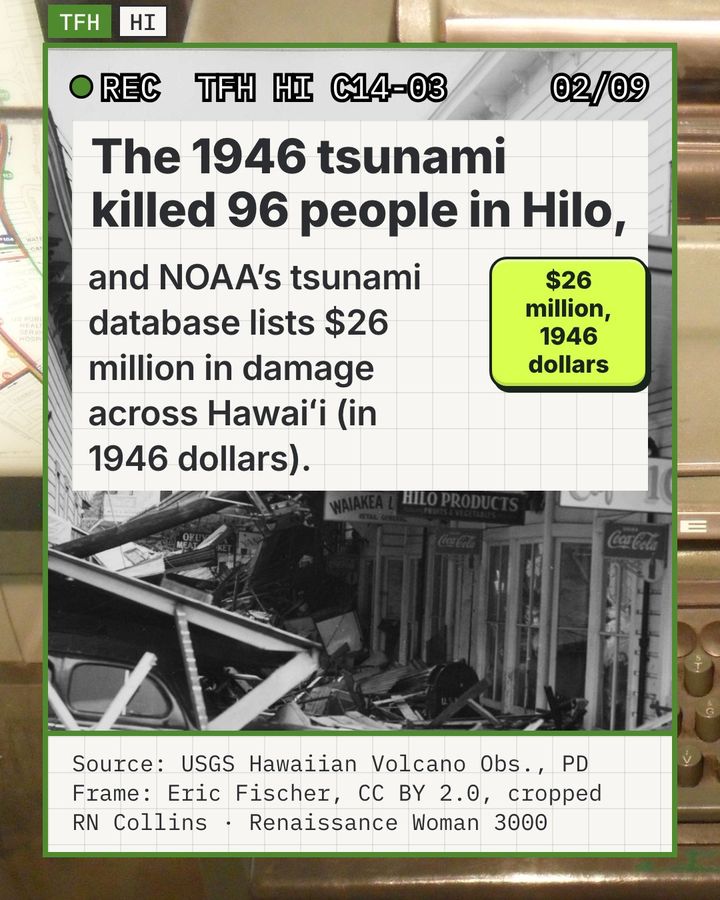 TFH HI
REC TFH HI C14-03 02/09
The 1946 tsunami
killed 96 people in Hilo,
and NOAA’s tsunami
database lists $26
million in damage
across Hawaiʻi (in
1946 dollars).
$26
million,
1946
dollars
WAIAKEA
HILO PRODUCTS
FRUITS & VEGETABLES
Coca-Cola
Coca-Cola
Source: USGS Hawaiian Volcano Obs., PD
Frame: Eric Fischer, CC BY 2.0, cropped
RN Collins · Renaissance Woman 3000